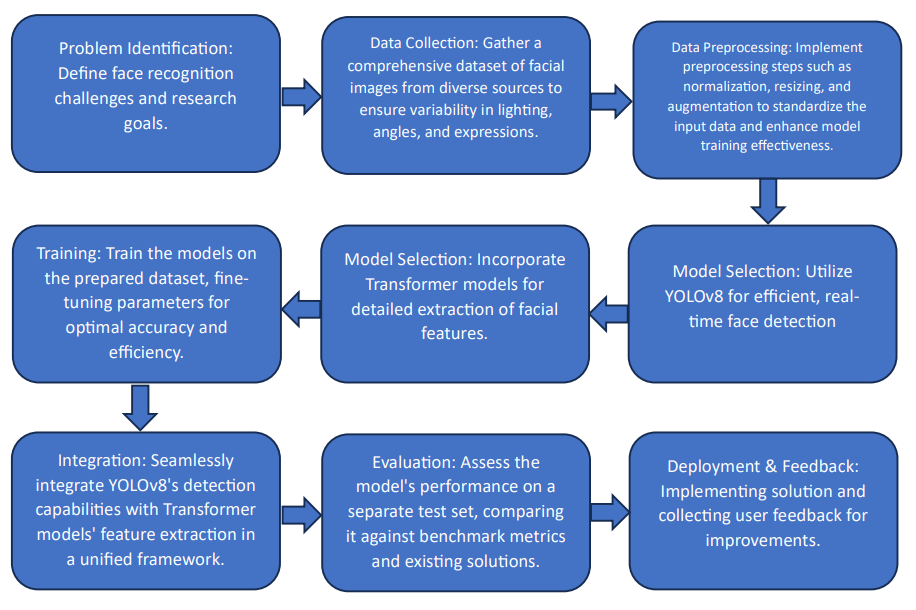 Problem Identification:
Define face recognition
challenges and research
goals.
Data Collection: Gather a
comprehensive dataset of facial
images from diverse sources to
ensure variability in lighting,
angles, and expressions.
Data Preprocessing: Implement
preprocessing steps such as
normalization, resizing, and
augmentation to standardize the
input data and enhance model
training effectiveness.
Model Selection: Utilize
YOLOv8 for efficient, real-
time face detection
Model Selection: Incorporate
Transformer models for
detailed extraction of facial
features.
Training: Train the models on
the prepared dataset, fine-
tuning parameters for
optimal accuracy and
efficiency.
Integration: Seamlessly
integrate YOLOv8's detection
capabilities with Transformer
models' feature extraction in
a unified framework.
Evaluation: Assess the
model's performance on a
separate test set, comparing
it against benchmark metrics
and existing solutions.
Deployment & Feedback:
Implementing solution and
collecting user feedback for
improvements.